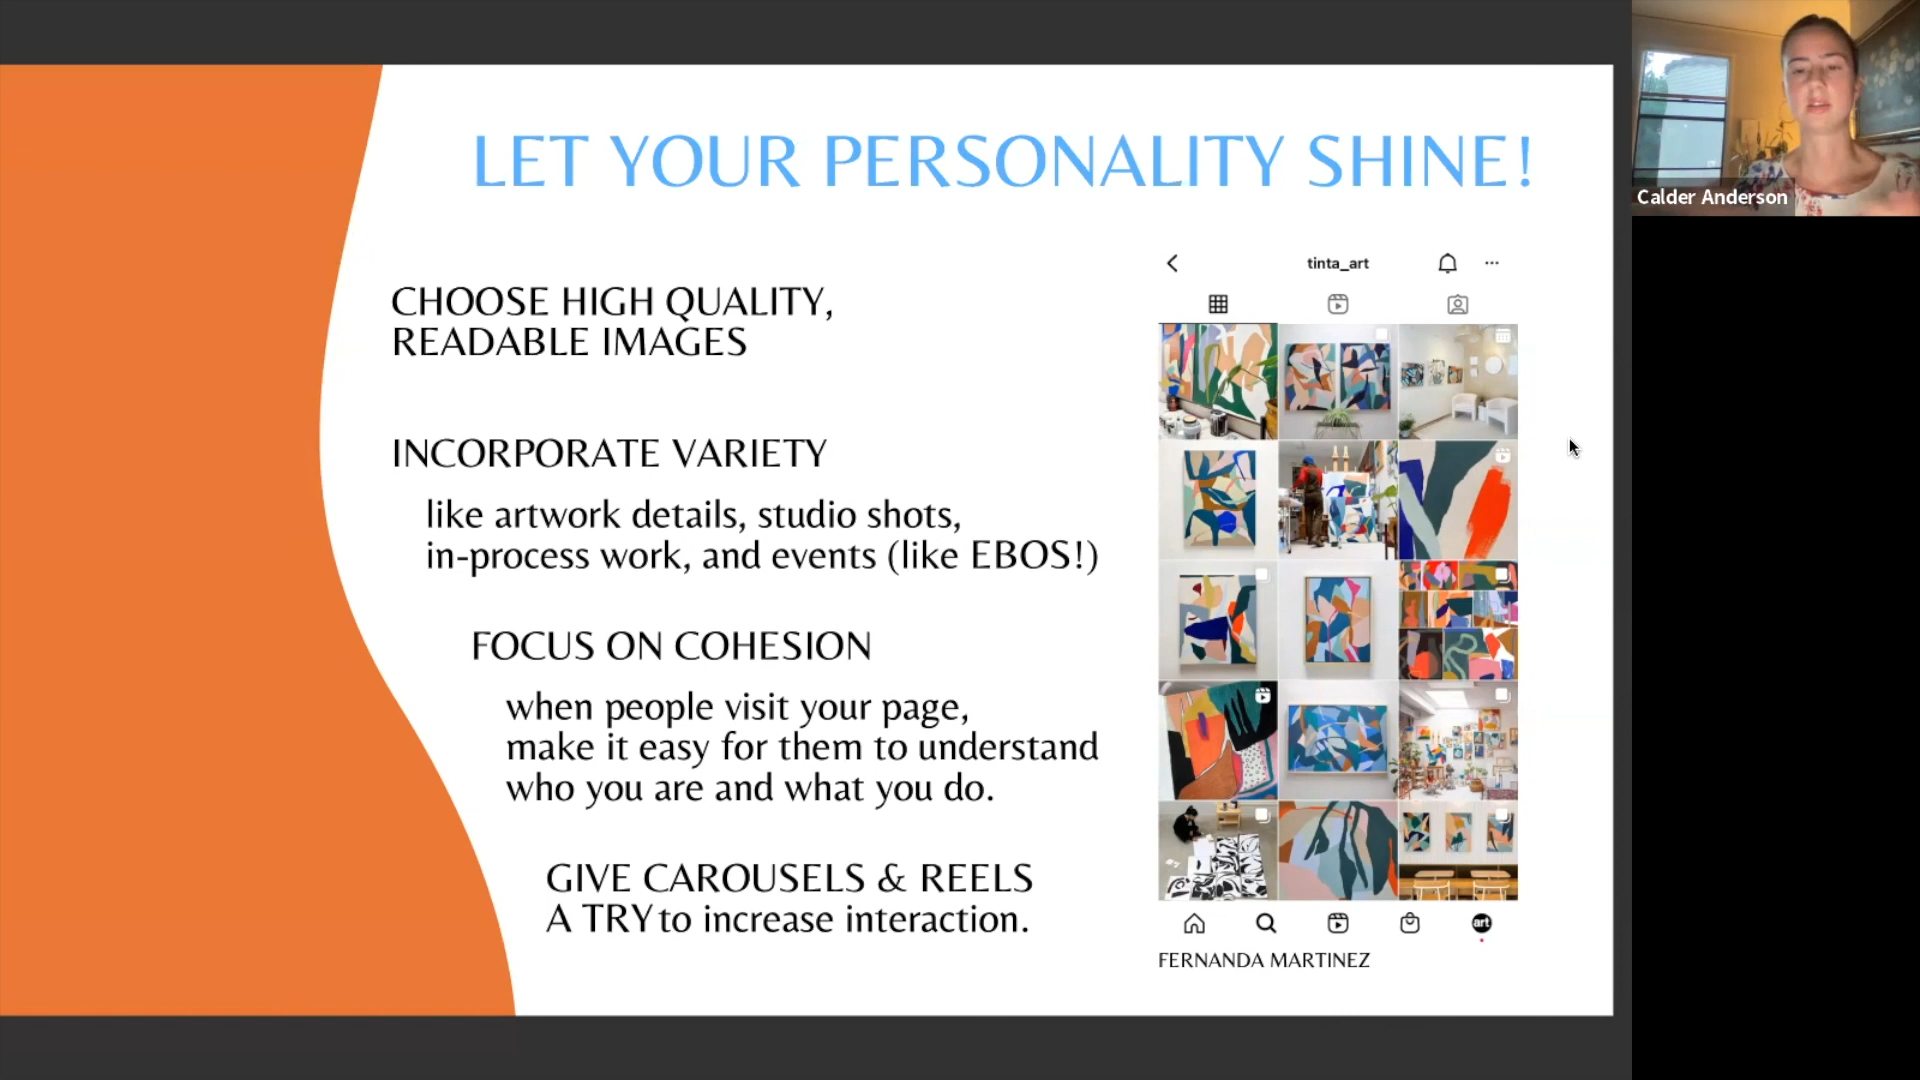 LET YOUR PERSONALITY SHINE!
CHOOSE HIGH QUALITY,
READABLE IMAGES
INCORPORATE VARIETY
like artwork details, studio shots,
in-process work, and events (like EBOS!)
FOCUS ON COHESION
when people visit your page,
make it easy for them to understand
who you are and what you do.
GIVE CAROUSELS & REELS
A TRY to increase interaction.
tinta_art
art
FERNANDA MARTINEZ
Calder Anderson